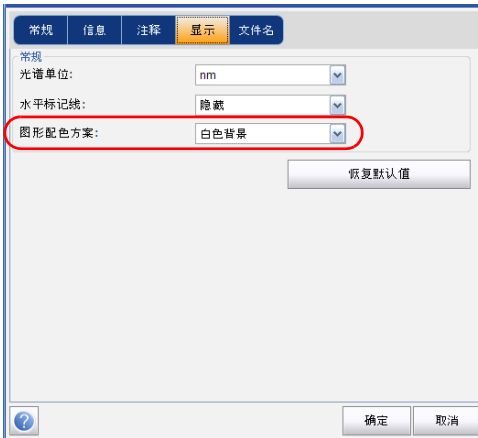 常规 信息 注释 显示 文件名
常规
光谱单位: nm
水平标记线: 隐藏
图形配色方案: 白色背景
恢复默认值
? 确定 取消